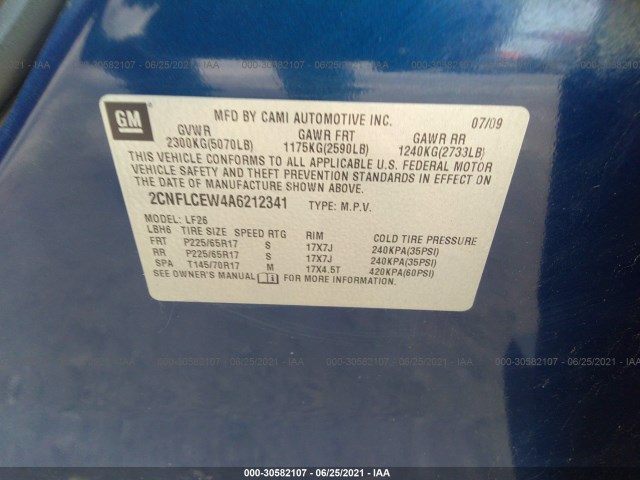 GM
MFD BY CAMI AUTOMOTIVE INC. 07/09
GVWR GAWR FRT GAWR RR
2300KG(5070LB) 1175KG(2590LB) 1240KG(2733LB)
THIS VEHICLE CONFORMS TO ALL APPLICABLE U.S. FEDERAL MOTOR
VEHICLE SAFETY AND THEFT PREVENTION STANDARDS IN EFFECT ON
THE DATE OF MANUFACTURE SHOWN ABOVE.
2CNFLCEW4A6212341 TYPE: M.P.V.
MODEL: LF26
LBH6 TIRE SIZE SPEED RTG RIM COLD TIRE PRESSURE
FRT P225/65R17 S 17X7J 240KPA(35PSI)
RR P225/65R17 S 17X7J 240KPA(35PSI)
SPA T145/70R17 M 17X4.5T 420KPA(60PSI)
SEE OWNER'S MANUAL FOR MORE INFORMATION.
000-30582107 - 06/25/2021 - IAA